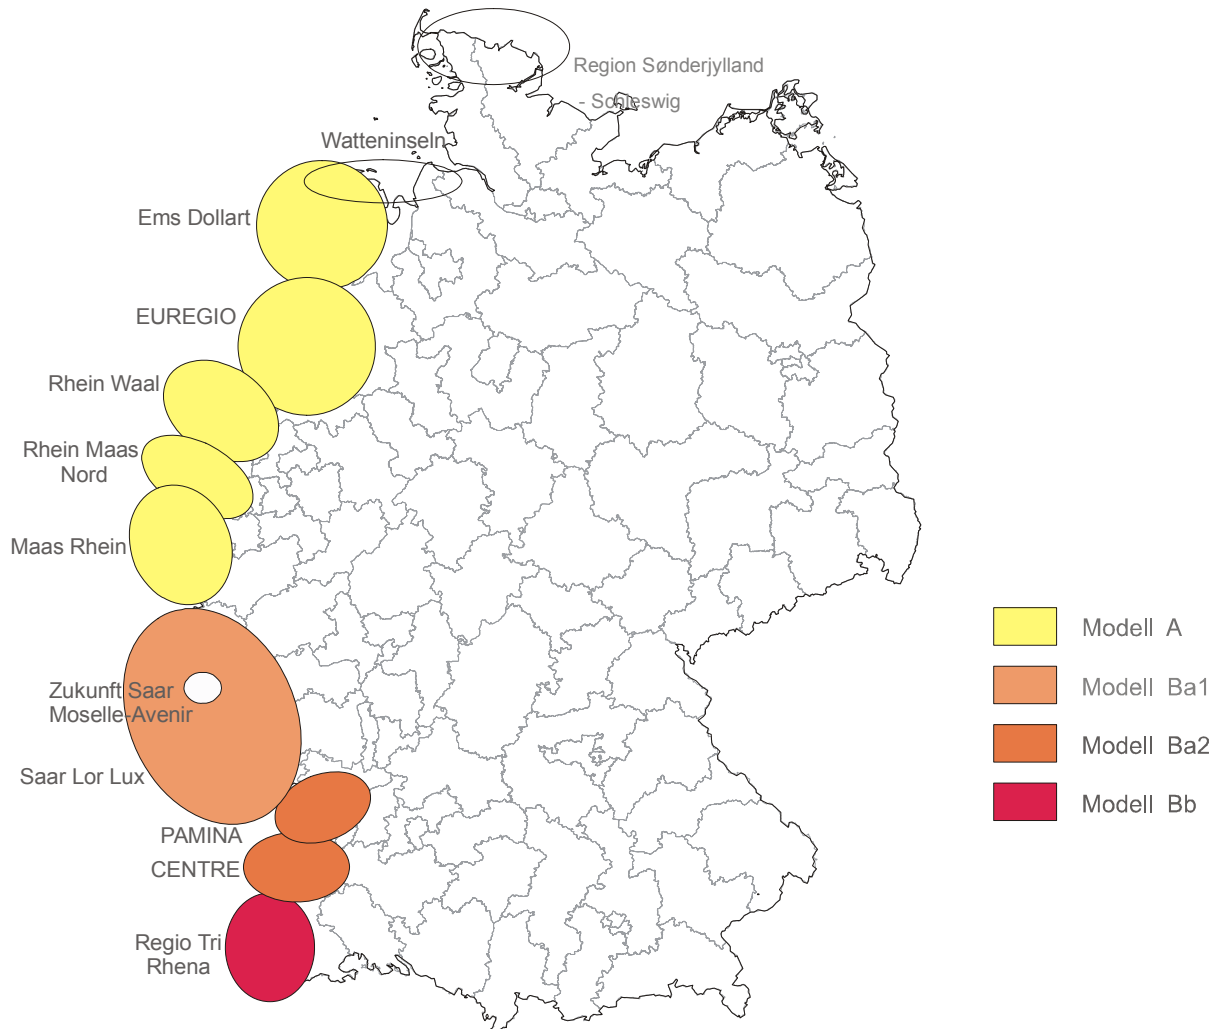 Region Sønderjylland
- Schleswig
Watteninseln
Ems Dollart
EUREGIO
Rhein Waal
Rhein Maas
Nord
Maas Rhein
Zukunft Saar
Moselle-Avenir
Saar Lor Lux
PAMINA
CENTRE
Regio Tri
Rhena
Modell A
Modell Ba1
Modell Ba2
Modell Bb